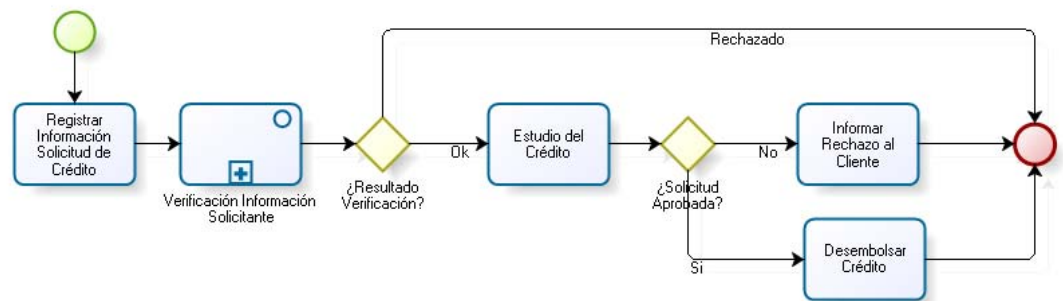 Rechazado
Registrar
Información
Solicitud de
Crédito
Verificación Información
Solicitante
¿Resultado
Verificación?
Ok
Estudio del
Crédito
¿Solicitud
Aprobada?
No
Informar
Rechazo al
Cliente
Si
Desembolsar
Crédito